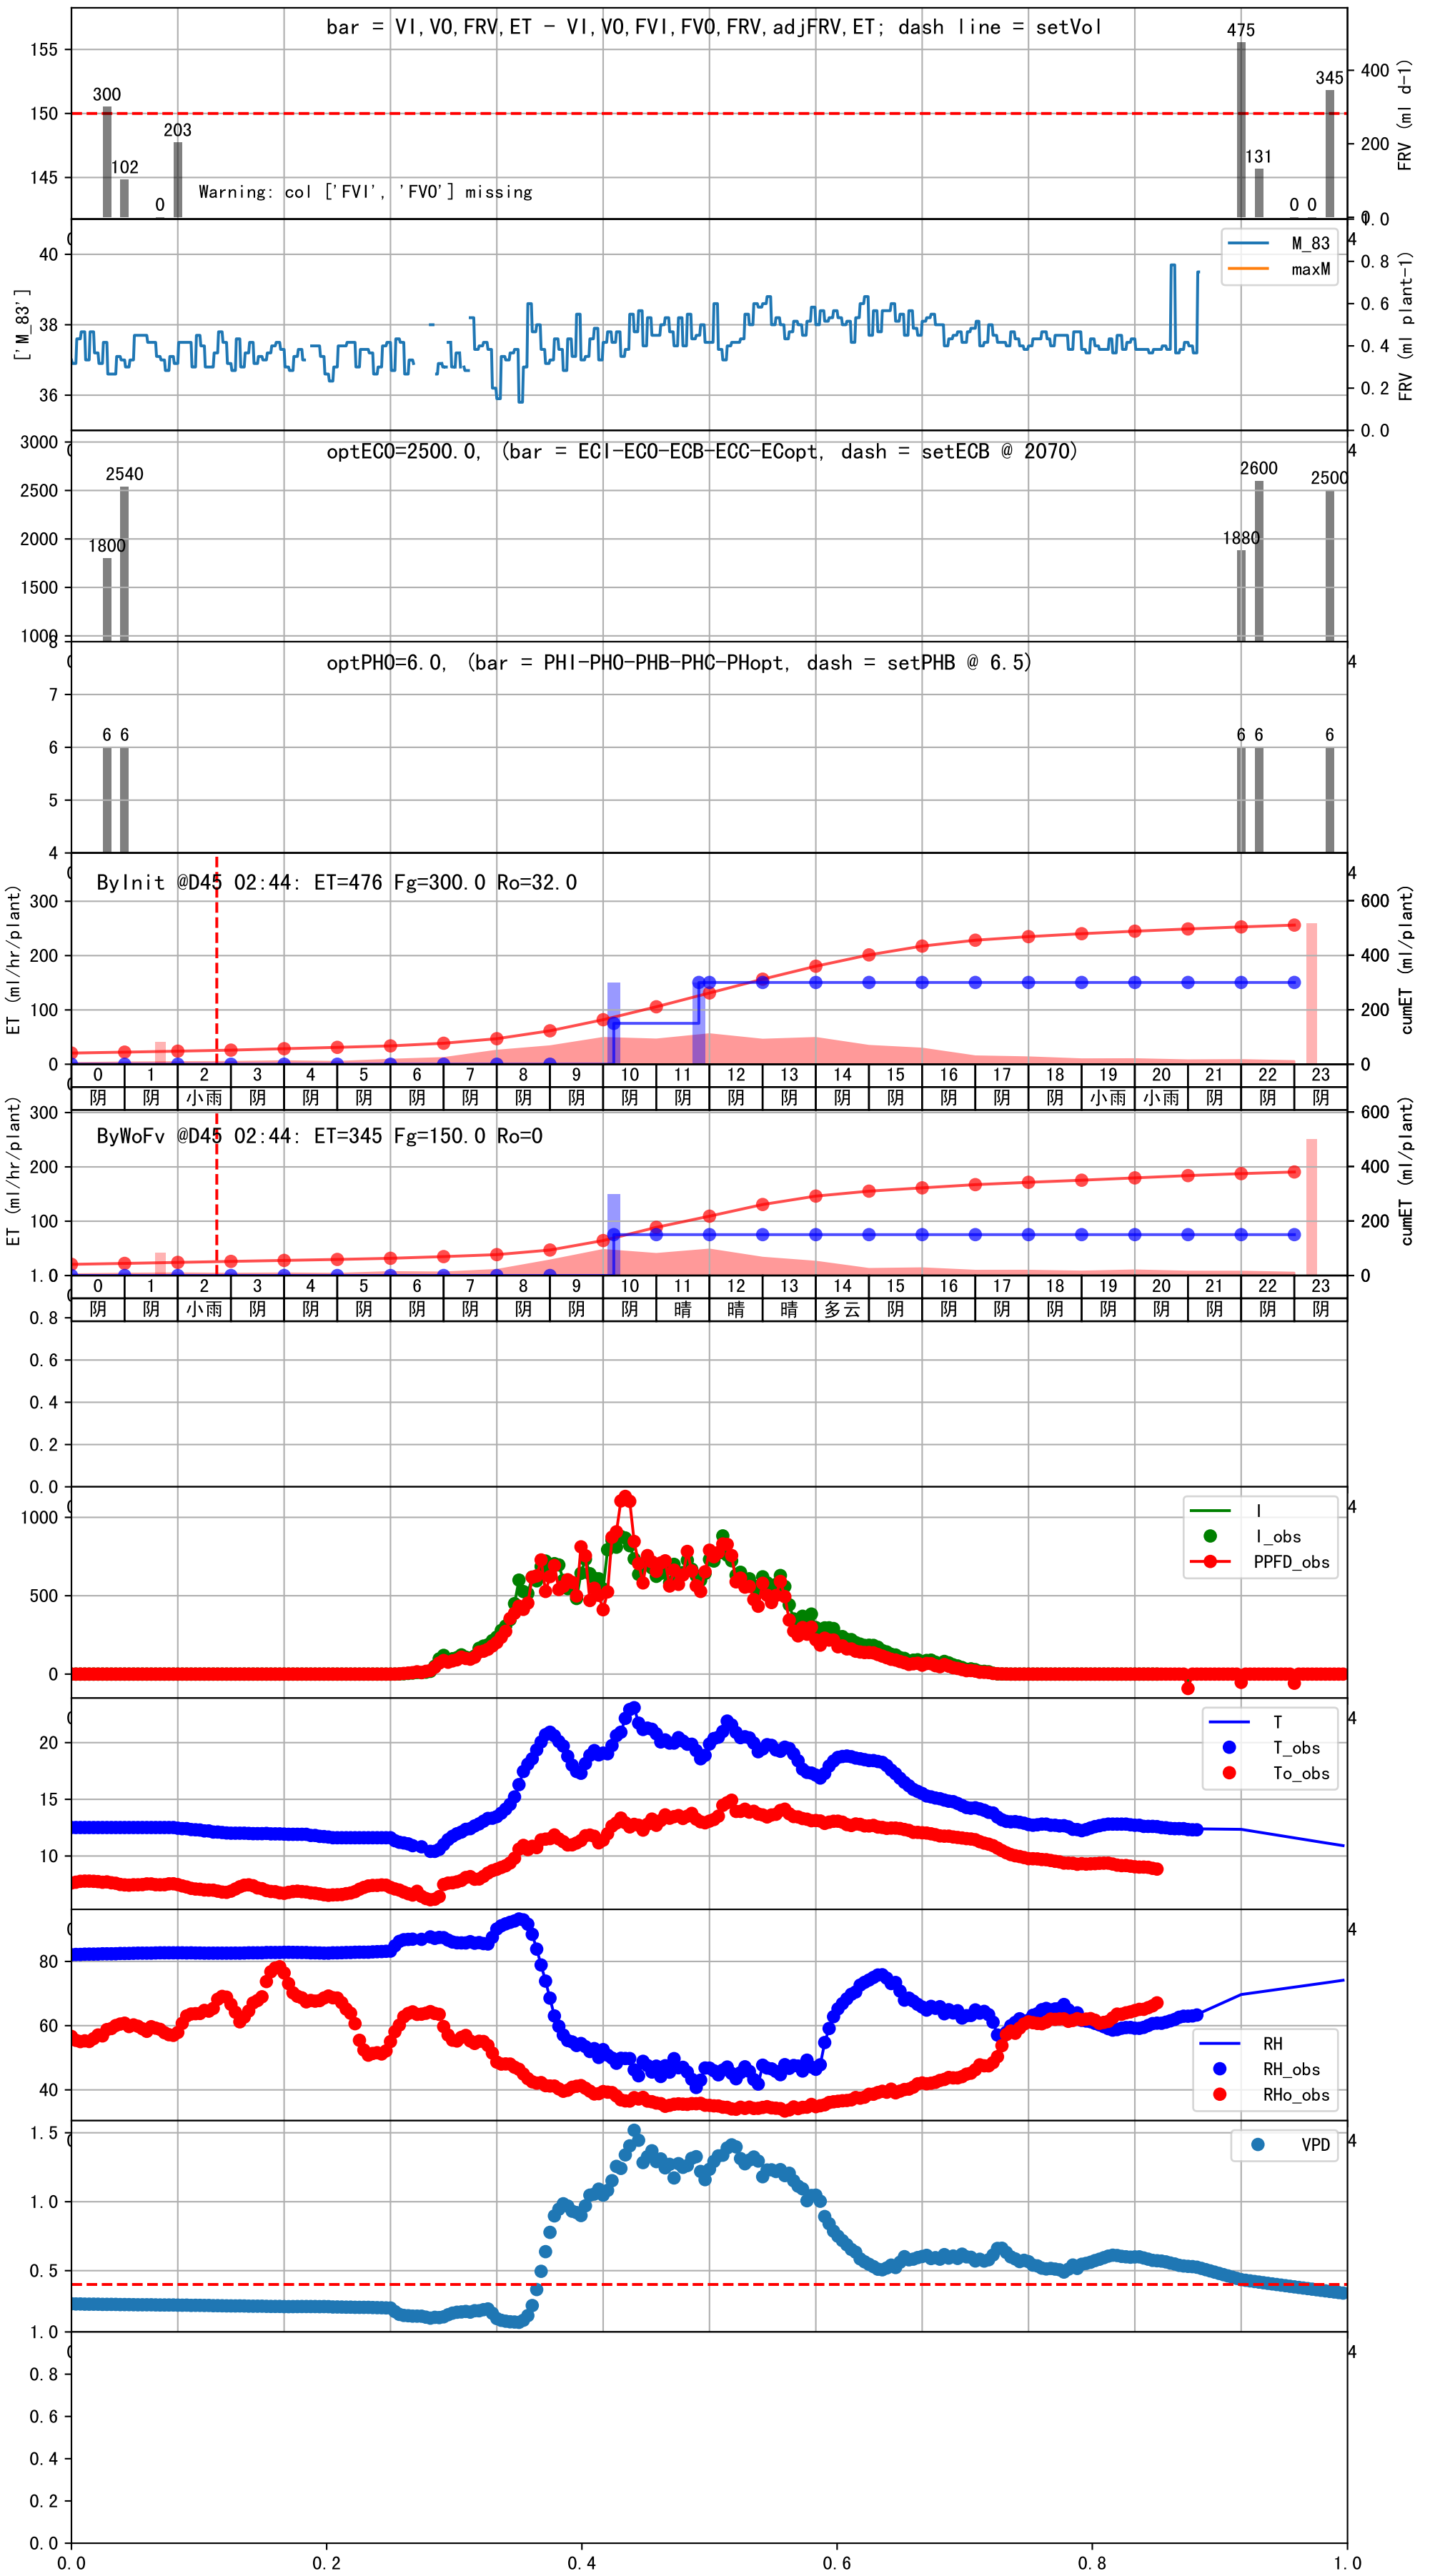 bar = VI,VO,FRV,ET - VI,VO,FVI,FVO,FRV,adjFRV,ET; dash line = setVol
475
155
400
345
300
150
203
200
131
102
145
0
0 0
Warning: col ['FVI', 'FVO'] missing
FRV (ml d-1)
0
1.0
M_83
maxM
4
40
38
36
['M_83']
0.8
0.6
0.4
0.2
0.0
FRV (ml plant-1)
optECO=2500.0, (bar = ECI-ECO-ECB-ECC-ECopt, dash = setECB @ 2070)
4
3000
2500
2000
1500
1000
2540
1800
2600
1880
2500
8
optPHO=6.0, (bar = PHI-PHO-PHB-PHC-PHopt, dash = setPHB @ 6.5)
4
7
6
5
4
6 6
6 6
6
ByInit @D45 02:44: ET=476 Fg=300.0 Ro=32.0
4
300
200
100
0
ET (ml/hr/plant)
600
400
200
0
cumET (ml/plant)
0 1 2 3 4 5 6 7 8 9 10 11 12 13 14 15 16 17 18 19 20 21 22 23
阴 阴 小雨 阴 阴 阴 阴 阴 阴 阴 阴 阴 阴 阴 阴 阴 阴 阴 阴 小雨 小雨 阴 阴 阴
ByWoFv @D45 02:44: ET=345 Fg=150.0 Ro=0
300
200
100
ET (ml/hr/plant)
600
400
200
0
cumET (ml/plant)
0 1 2 3 4 5 6 7 8 9 10 11 12 13 14 15 16 17 18 19 20 21 22 23
阴 阴 小雨 阴 阴 阴 阴 阴 阴 阴 阴 晴 晴 晴 多云 阴 阴 阴 阴 阴 阴 阴 阴 阴
1.0
0.8
0.6
0.4
0.2
0.0
I
I_obs
PPFD_obs
4
1000
500
0
T
T_obs
To_obs
4
20
15
10
80
60
40
RH
RH_obs
RHo_obs
VPD
4
1.5
1.0
0.5
1.0
4
0.8
0.6
0.4
0.2
0.0
0.0 0.2 0.4 0.6 0.8 1.0